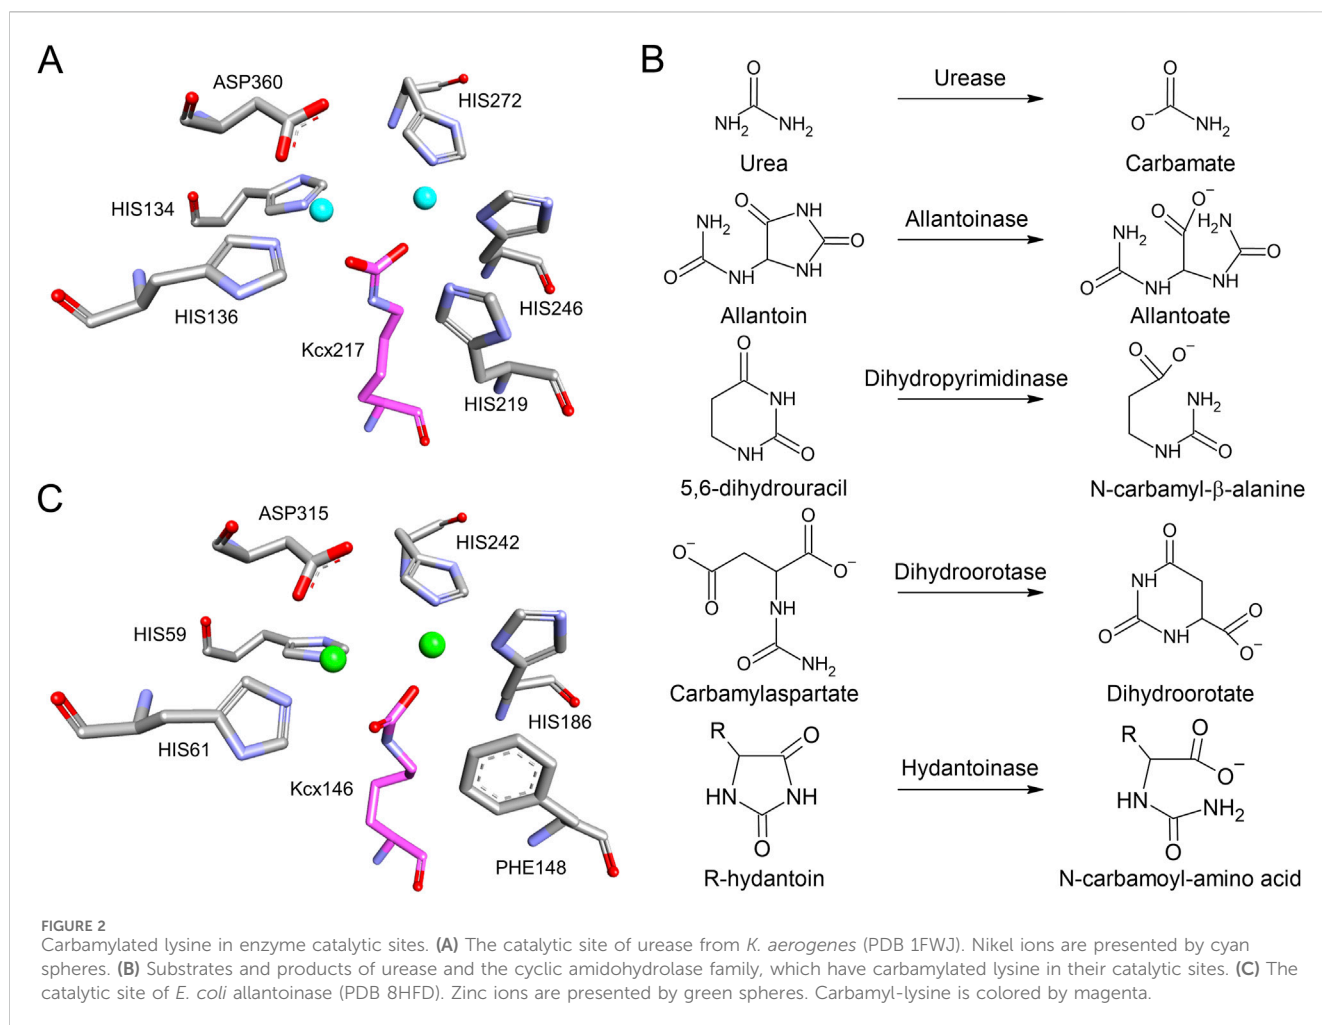 A
ASP360
HIS272
HIS134
HIS136
HIS246
Kcx217
HIS219
B
O
NH2 NH2
Urea
Urease
O
O− NH2
Carbamate
NH2
O
NH
O
NH
O
NH
Allantoin
Allantoinase
O−
O
H2N
NH2
O
O
NH
NH
Allantoate
O
NH
NH
O
5,6-dihydrouracil
Dihydropyrimidinase
O
O−
NH2
NH
O
N-carbamyl-β-alanine
C
ASP315
HIS242
HIS59
HIS61
HIS186
Kcx146
PHE148
O−
O
O
O−
NH
O
NH2
Carbamylaspartate
Dihydroorotase
O
NH
O
NH
O
O−
Dihydroorotate
R
O
HN
NH
O
R-hydantoin
Hydantoinase
R
O
O−
HN
NH2
O
N-carbamoyl-amino acid
FIGURE 2
Carbamylated lysine in enzyme catalytic sites. (A) The catalytic site of urease from K. aerogenes (PDB 1FWJ). Nikel ions are presented by cyan
spheres. (B) Substrates and products of urease and the cyclic amidohydrolase family, which have carbamylated lysine in their catalytic sites. (C) The
catalytic site of E. coli allantoinase (PDB 8HFD). Zinc ions are presented by green spheres. Carbamyl-lysine is colored by magenta.